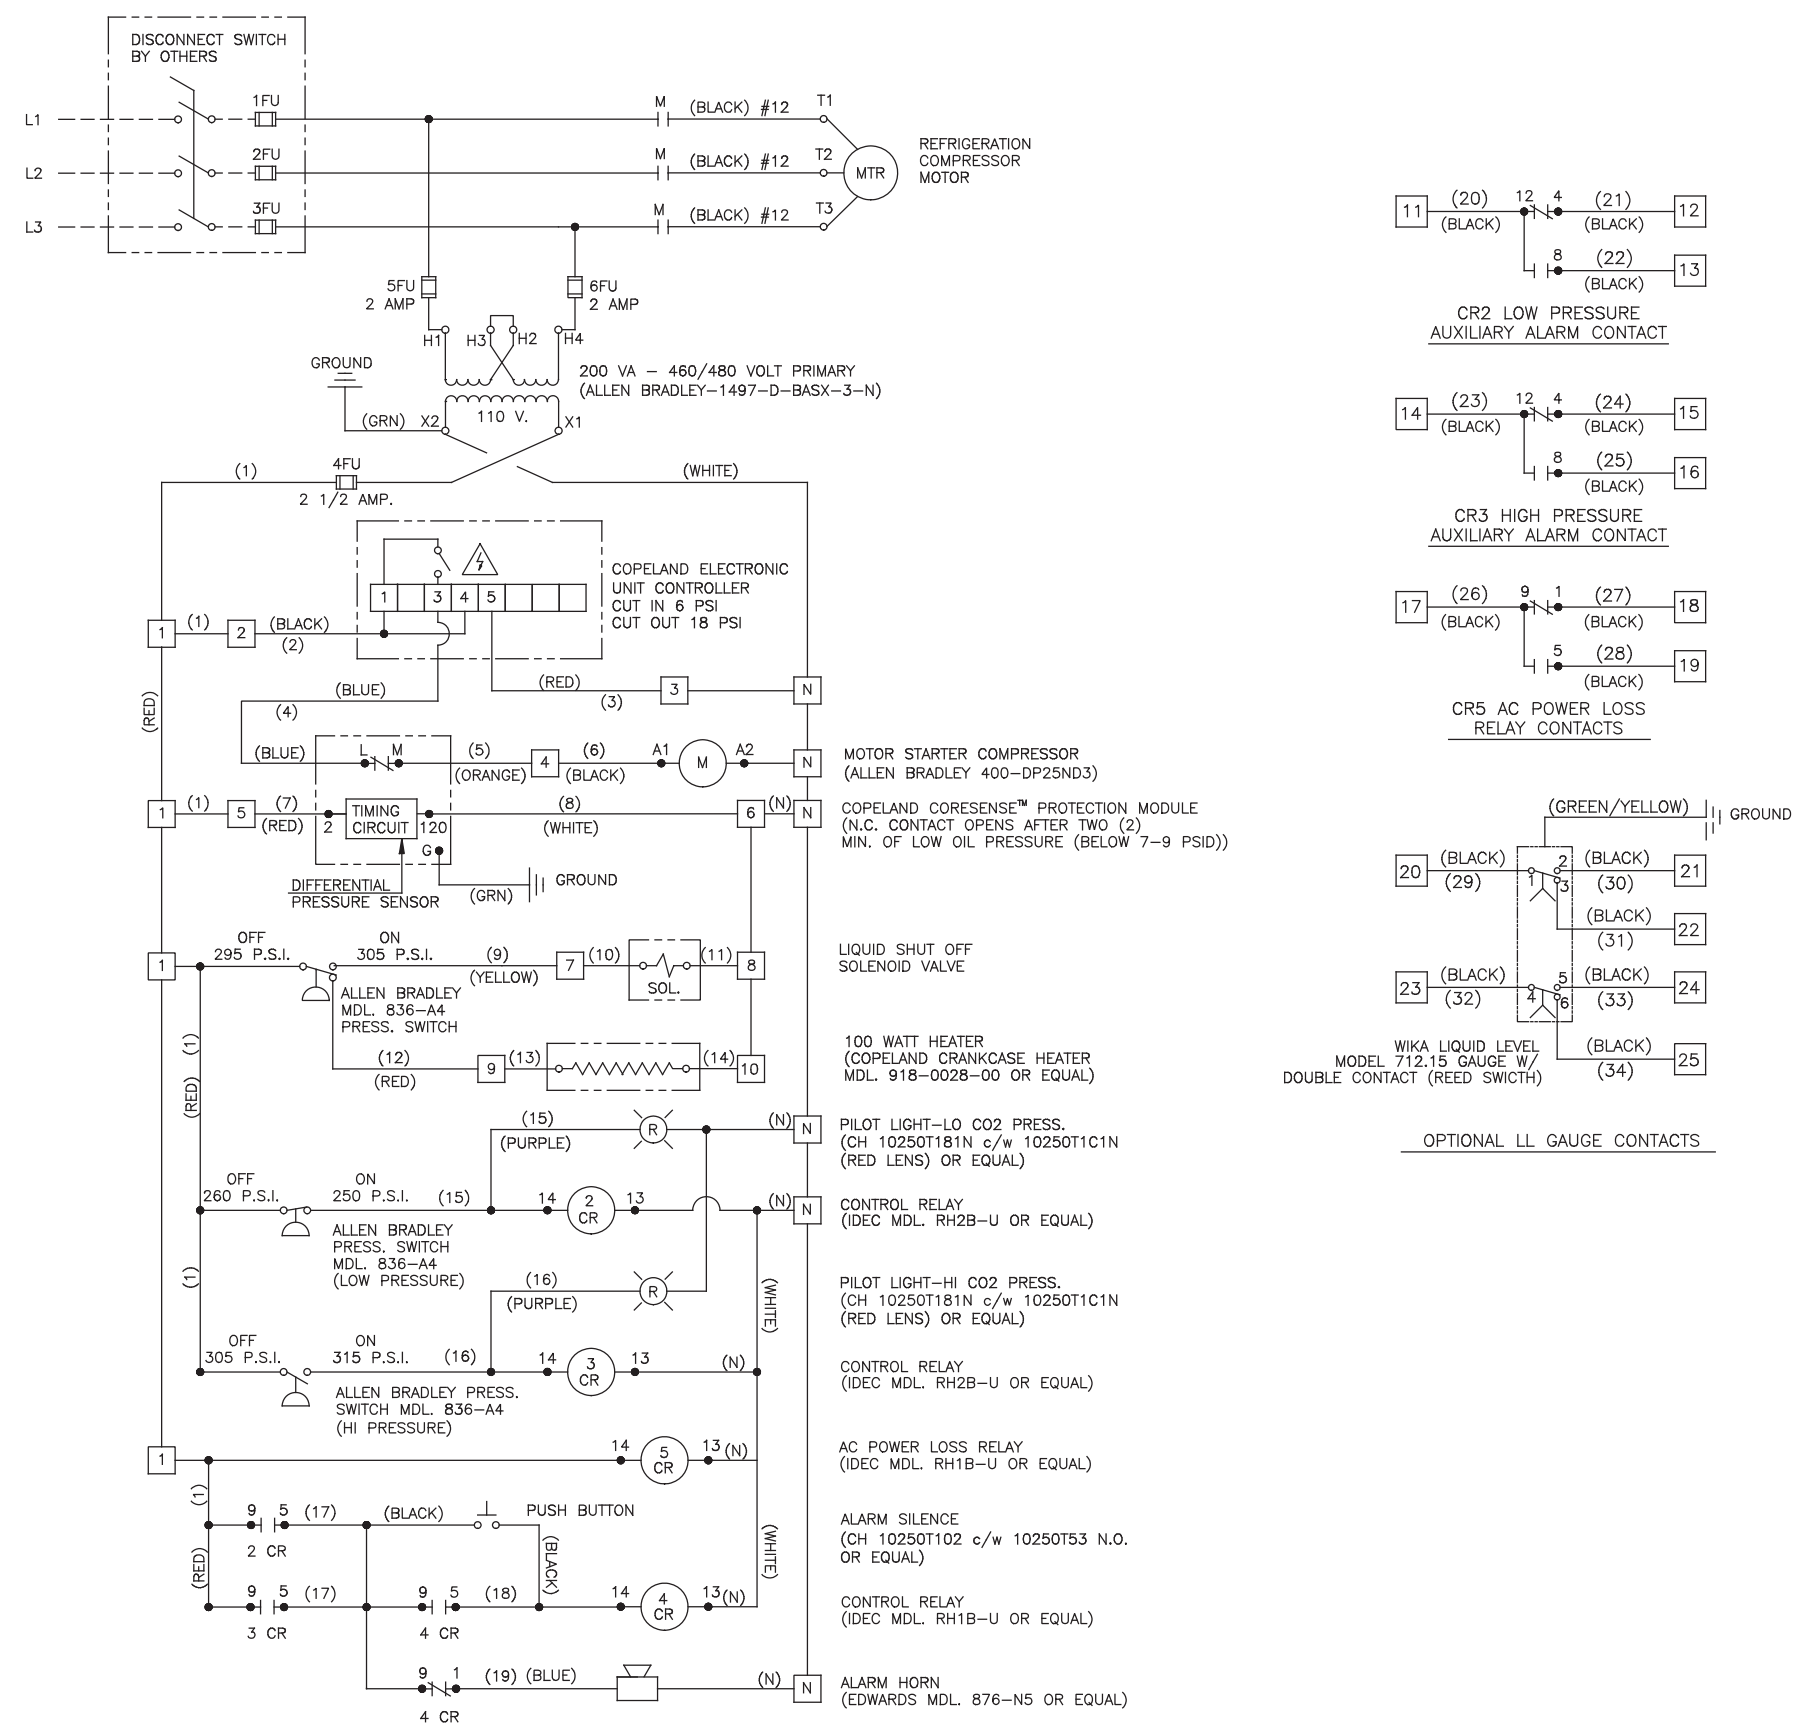 DISCONNECT SWITCH
BY OTHERS
L1
1FU
M
(BLACK) #12
T1
L2
2FU
M
(BLACK) #12
T2
MTR
REFRIGERATION
COMPRESSOR
MOTOR
L3
3FU
M
(BLACK) #12
T3
5FU
2 AMP
6FU
2 AMP
H1
H3
H2
H4
GROUND
200 VA – 460/480 VOLT PRIMARY
(ALLEN BRADLEY–1497–D–BASX–3–N)
(GRN)
X2
110 V.
X1
(1)
4FU
2 1/2 AMP.
(WHITE)
COPELAND ELECTRONIC
UNIT CONTROLLER
CUT IN 6 PSI
CUT OUT 18 PSI
1
3
4
5
1
(1)
2
(BLACK)
(2)
(RED)
(BLUE)
(4)
(RED)
(3)
3
N
(BLUE)
L
M
(5)
(ORANGE)
4
(6)
(BLACK)
A1
M
A2
N
MOTOR STARTER COMPRESSOR
(ALLEN BRADLEY 400–DP25ND3)
1
(1)
5
(7)
(RED)
2
TIMING
CIRCUIT
120
(8)
(WHITE)
6
(N)
N
COPELAND CORESENSE™ PROTECTION MODULE
(N.C. CONTACT OPENS AFTER TWO (2)
MIN. OF LOW OIL PRESSURE (BELOW 7–9 PSID))
G
DIFFERENTIAL
PRESSURE SENSOR
(GRN)
GROUND
1
OFF
295 P.S.I.
ON
305 P.S.I.
(9)
(YELLOW)
7
(10)
SOL.
(11)
8
LIQUID SHUT OFF
SOLENOID VALVE
ALLEN BRADLEY
MDL. 836–A4
PRESS. SWITCH
(1)
(RED)
(12)
(RED)
9
(13)
(14)
10
100 WATT HEATER
(COPELAND CRANKCASE HEATER
MDL. 918–0028–00 OR EQUAL)
(15)
(PURPLE)
R
(N)
N
PILOT LIGHT–LO CO2 PRESS.
(CH 10250T181N c/w 10250T1C1N
(RED LENS) OR EQUAL)
OFF
260 P.S.I.
ON
250 P.S.I.
(15)
14
2
CR
13
(N)
N
CONTROL RELAY
(IDEC MDL. RH2B–U OR EQUAL)
ALLEN BRADLEY
PRESS. SWITCH
MDL. 836–A4
(LOW PRESSURE)
(1)
(16)
(PURPLE)
R
(WHITE)
PILOT LIGHT–HI CO2 PRESS.
(CH 10250T181N c/w 10250T1C1N
(RED LENS) OR EQUAL)
OFF
305 P.S.I.
ON
315 P.S.I.
(16)
14
3
CR
13
(N)
CONTROL RELAY
(IDEC MDL. RH2B–U OR EQUAL)
ALLEN BRADLEY PRESS.
SWITCH MDL. 836–A4
(HI PRESSURE)
1
14
5
CR
13
(N)
AC POWER LOSS RELAY
(IDEC MDL. RH1B–U OR EQUAL)
(1)
(RED)
9
5
(17)
2 CR
(BLACK)
PUSH BUTTON
(BLACK)
(WHITE)
ALARM SILENCE
(CH 10250T102 c/w 10250T53 N.O.
OR EQUAL)
9
5
(17)
3 CR
9
5
(18)
4 CR
14
4
CR
13
(N)
CONTROL RELAY
(IDEC MDL. RH1B–U OR EQUAL)
9
1
(19) (BLUE)
4 CR
(N)
N
ALARM HORN
(EDWARDS MDL. 876–N5 OR EQUAL)
11
(20)
(BLACK)
12
4
(21)
(BLACK)
12
8
(22)
(BLACK)
13
CR2 LOW PRESSURE
AUXILIARY ALARM CONTACT
14
(23)
(BLACK)
12
4
(24)
(BLACK)
15
8
(25)
(BLACK)
16
CR3 HIGH PRESSURE
AUXILIARY ALARM CONTACT
17
(26)
(BLACK)
9
1
(27)
(BLACK)
18
5
(28)
(BLACK)
19
CR5 AC POWER LOSS
RELAY CONTACTS
(GREEN/YELLOW)
GROUND
20
(BLACK)
(29)
1
2
3
(BLACK)
(30)
21
(BLACK)
(31)
22
23
(BLACK)
(32)
4
5
6
(BLACK)
(33)
24
(BLACK)
(34)
25
WIKA LIQUID LEVEL
MODEL 712.15 GAUGE W/
DOUBLE CONTACT (REED SWICTH)
OPTIONAL LL GAUGE CONTACTS